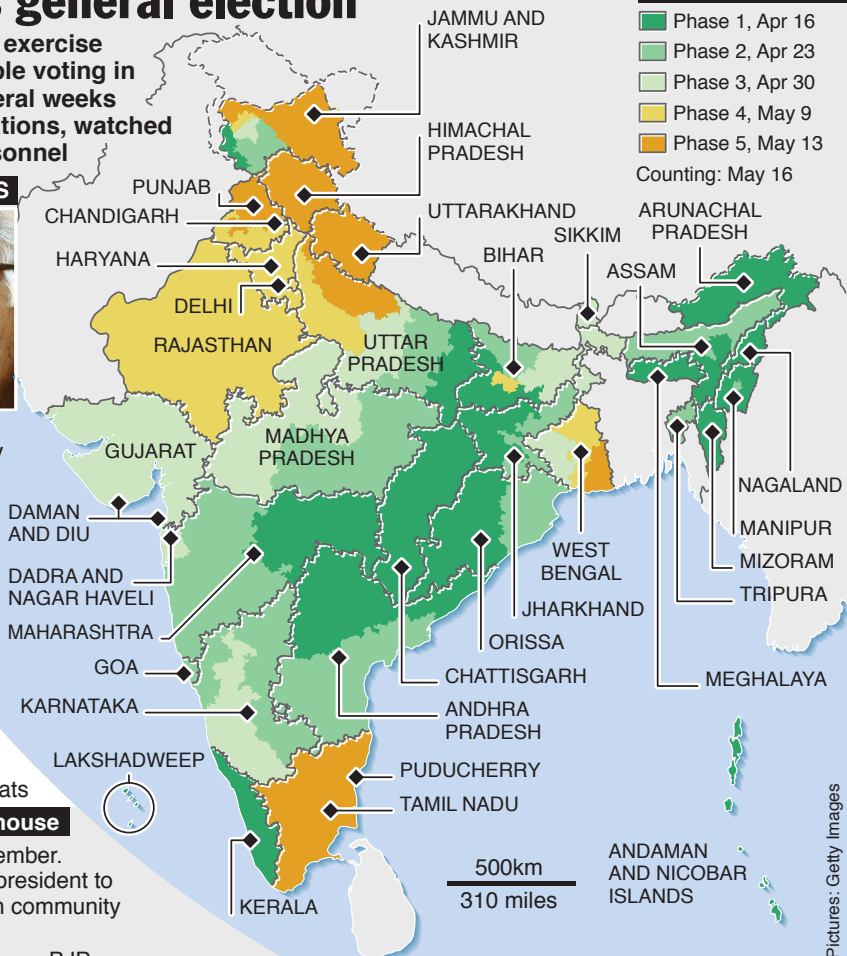 general election
exercise
voting in
eral weeks
tions, watched
sonnel
S
JAMMU AND
KASHMIR
Phase 1, Apr 16
Phase 2, Apr 23
Phase 3, Apr 30
Phase 4, May 9
Phase 5, May 13
Counting: May 16
HIMACHAL
PRADESH
PUNJAB
CHANDIGARH
HARYANA
DELHI
RAJASTHAN
UTTARAKHAND
SIKKIM
BIHAR
ARUNACHAL
PRADESH
ASSAM
UTTAR
PRADESH
GUJARAT
MADHYA
PRADESH
DAMAN
AND DIU
DADRA AND
NAGAR HAVELI
MAHARASHTRA
GOA
KARNATAKA
LAKSHADWEEP
NAGALAND
MANIPUR
MIZORAM
TRIPURA
MEGHALAYA
WEST
BENGAL
JHARKHAND
ORISSA
CHATTISGARH
ANDHRA
PRADESH
PUDUCHERRY
TAMIL NADU
KERALA
500km
310 miles
ANDAMAN
AND NICOBAR
ISLANDS
ats
house
ember.
president to
community
BJP
Pictures: Getty Images